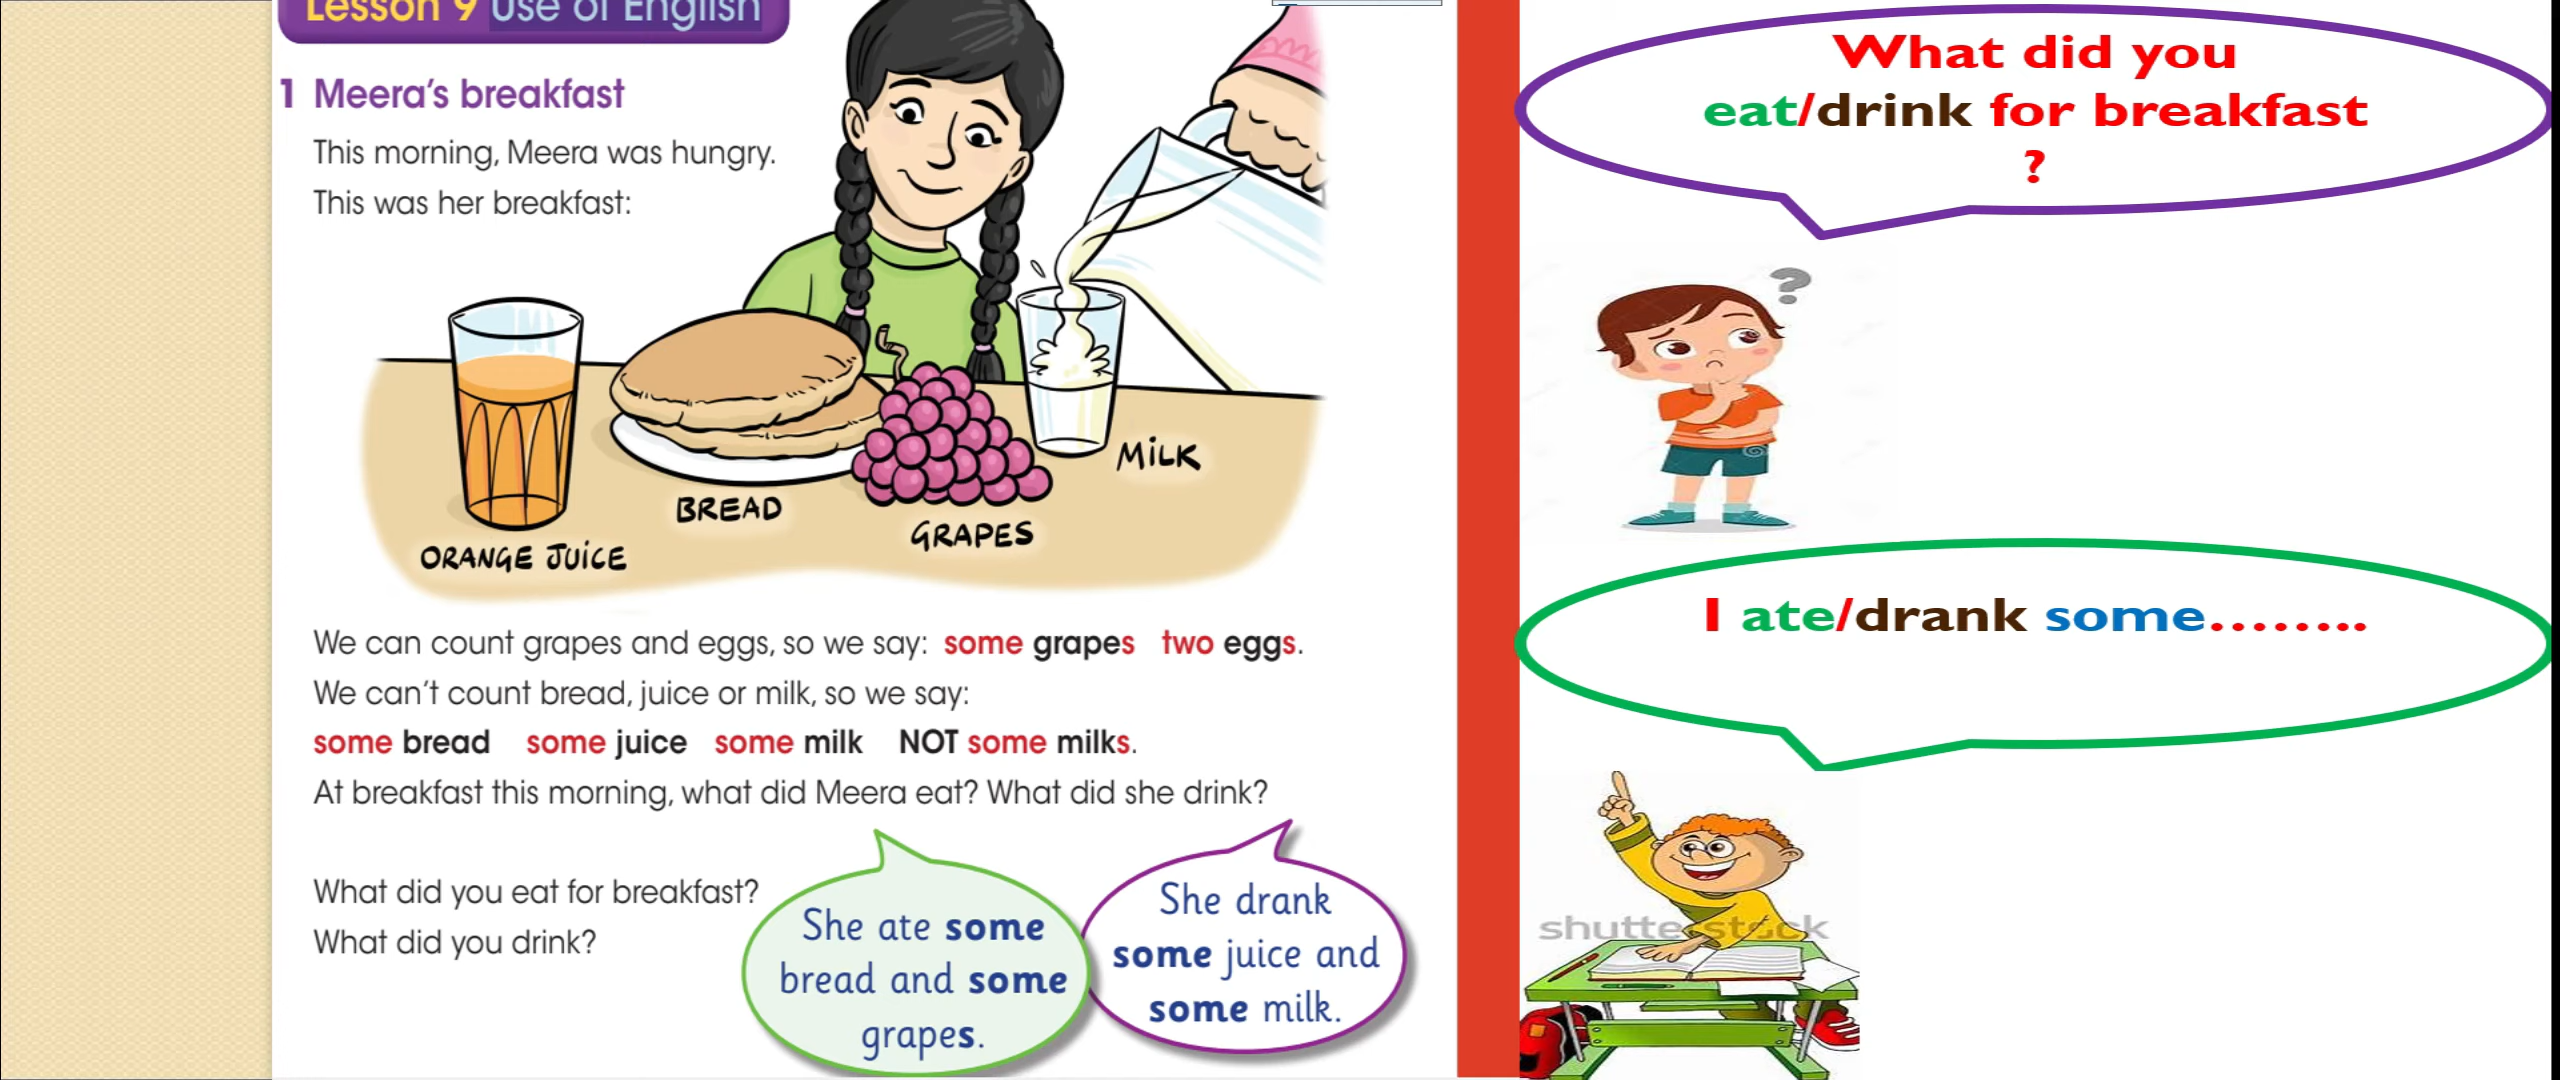 Lesson 9 Use of English
1 Meera's breakfast
This morning, Meera was hungry.
This was her breakfast:
ORANGE JUICE
BREAD
GRAPES
MILK
We can count grapes and eggs, so we say: some grapes two eggs.
We can't count bread, juice or milk, so we say:
some bread some juice some milk NOT some milks.
At breakfast this morning, what did Meera eat? What did she drink?
What did you eat for breakfast?
What did you drink?
She ate some
bread and some
grapes.
She drank
some juice and
some milk.
What did you
eat/drink for breakfast
?
I ate/drank some........
shutterstock